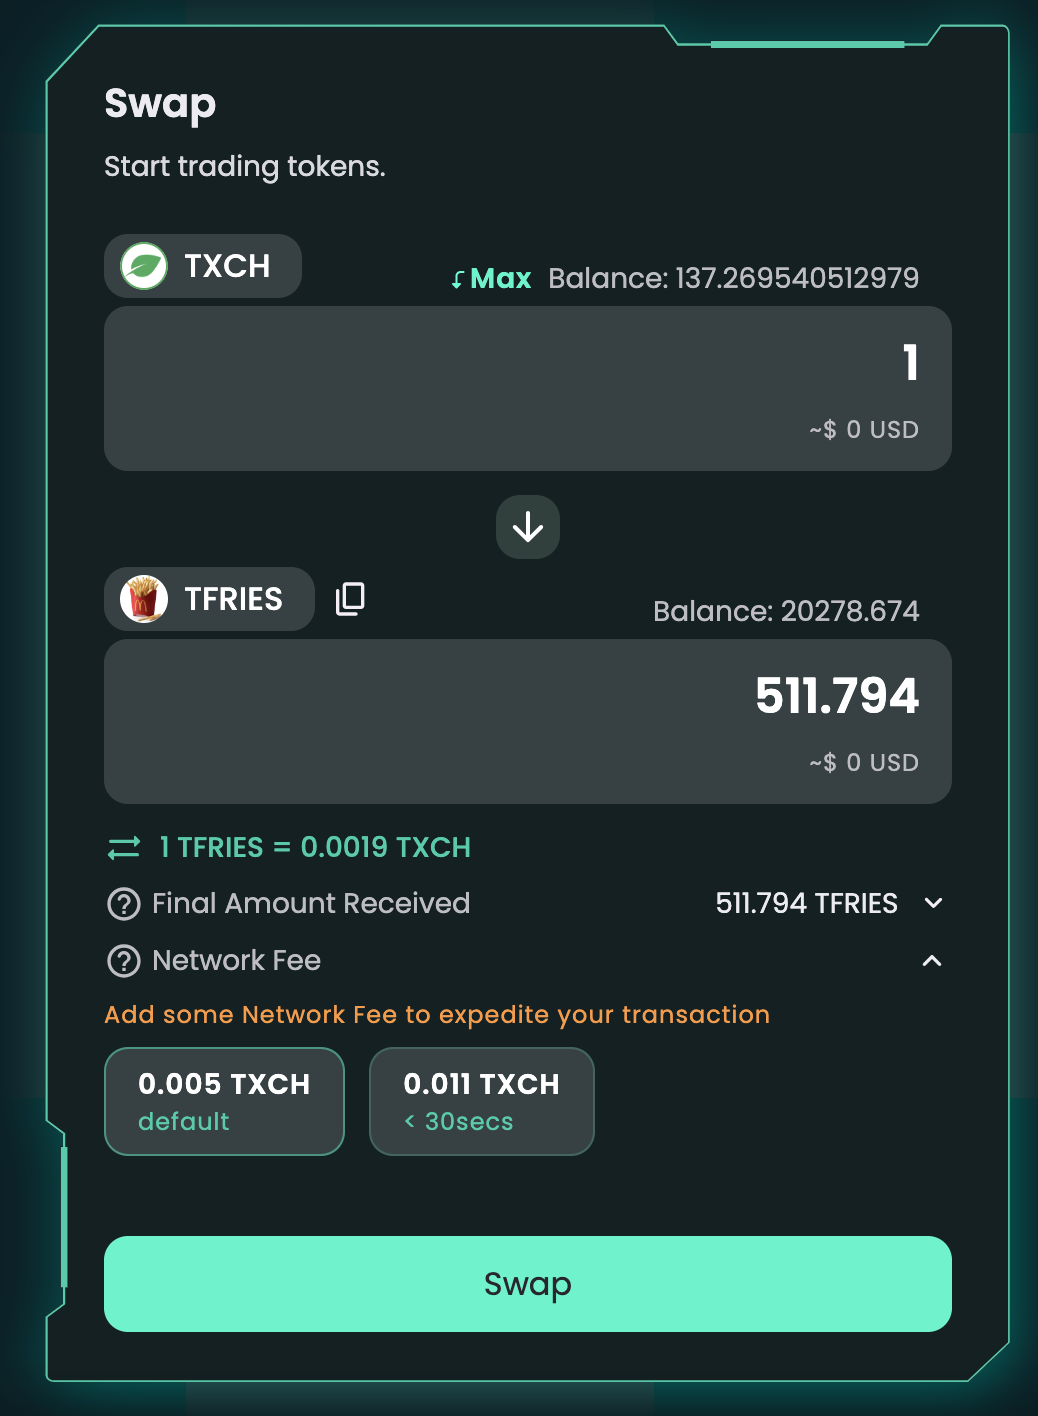 Swap
Start trading tokens.
TXCH
Max Balance: 137.269540512979
1
~$ 0 USD
TFRIES
Balance: 20278.674
511.794
~$ 0 USD
1 TFRIES = 0.0019 TXCH
Final Amount Received 511.794 TFRIES
Network Fee
Add some Network Fee to expedite your transaction
0.005 TXCH
default
0.011 TXCH
< 30secs
Swap